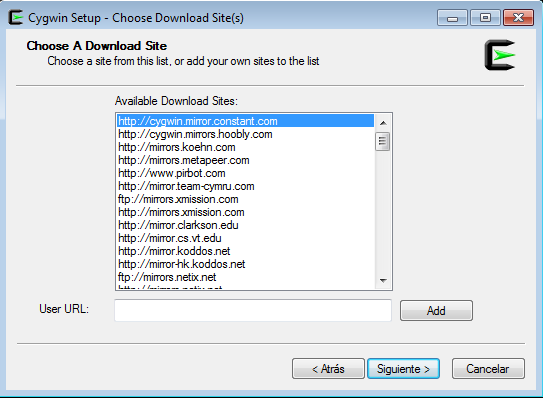 Cygwin Setup - Choose Download Site(s)
Choose A Download Site
Choose a site from this list, or add your own sites to the list
Available Download Sites:
http://cygwin.mirror.constant.com
http://cygwin.mirrors.hoobly.com
http://mirrors.koehn.com
http://mirrors.metapeer.com
http://www.pirbot.com
http://mirror.team-cymru.com
ftp://mirrors.xmission.com
http://mirrors.xmission.com
http://mirror.clarkson.edu
http://mirror.cs.vt.edu
http://mirror.koddos.net
http://mirror-hk.koddos.net
ftp://mirrors.netix.net
http://mirrors.netix.net
User URL:
Add
< Atrás
Siguiente >
Cancelar